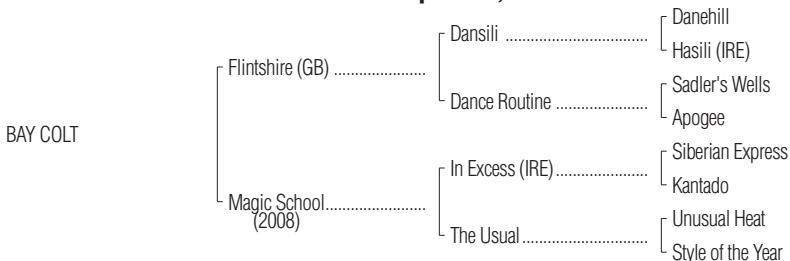 Danehill
Dansili ................................
Hasili (IRE)
Flintshire (GB) .....................
Sadler's Wells
Dance Routine .....................
Apogee
BAY COLT
Siberian Express
In Excess (IRE) .....................
Kantado
Magic School .......................
(2008)
Unusual Heat
The Usual .............................
Style of the Year